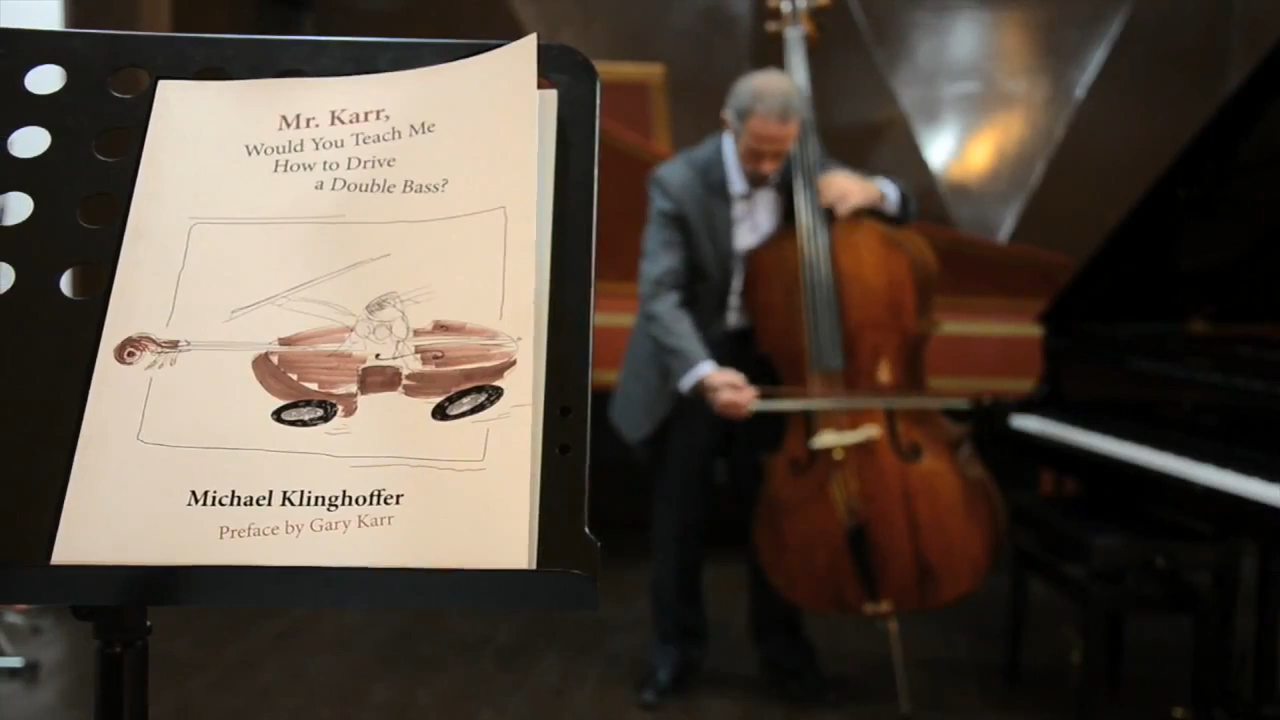 Mr. Karr,
Would You Teach Me
How to Drive
a Double Bass?
Michael Klinghoffer
Preface by Gary Karr